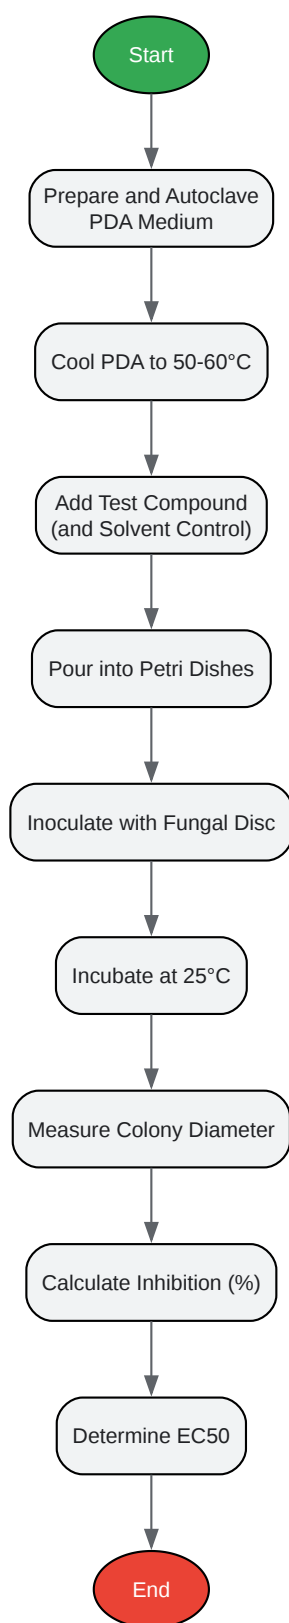 Start
Prepare and Autoclave
PDA Medium
Cool PDA to 50-60°C
Add Test Compound
(and Solvent Control)
Pour into Petri Dishes
Inoculate with Fungal Disc
Incubate at 25°C
Measure Colony Diameter
Calculate Inhibition (%)
Determine EC50
End